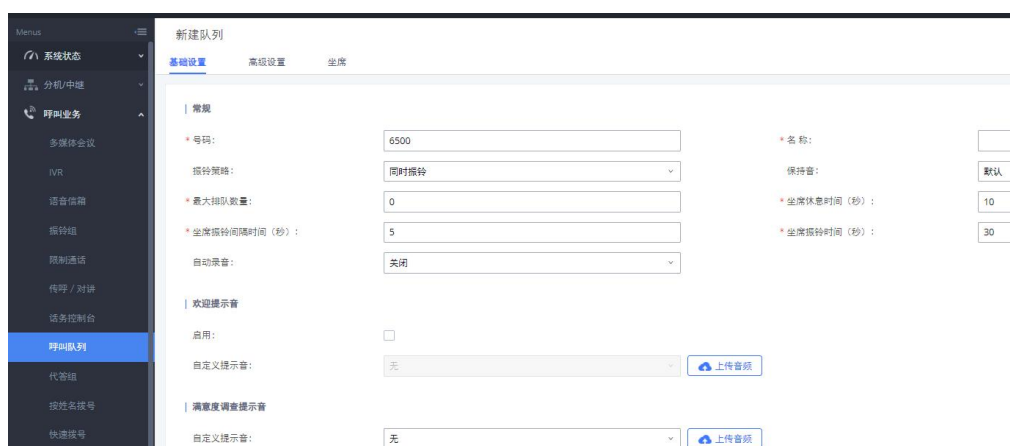 Menus
系统状态
分机/中继
呼叫业务
多媒体会议
IVR
语音信箱
振铃组
限制通话
传呼 / 对讲
话务控制台
呼叫队列
代答组
按姓名拨号
快速拨号
新建队列
基础设置 高级设置 坐席
常规
* 号码: 6500 * 名称:
振铃策略: 同时振铃 保持音: 默认
* 最大排队数量: 0 * 坐席休息时间（秒）: 10
* 坐席振铃间隔时间（秒）: 5 * 坐席振铃时间（秒）: 30
自动录音: 关闭
欢迎提示音
启用:
自定义提示音: 无 上传音频
满意度调查提示音
自定义提示音: 无 上传音频